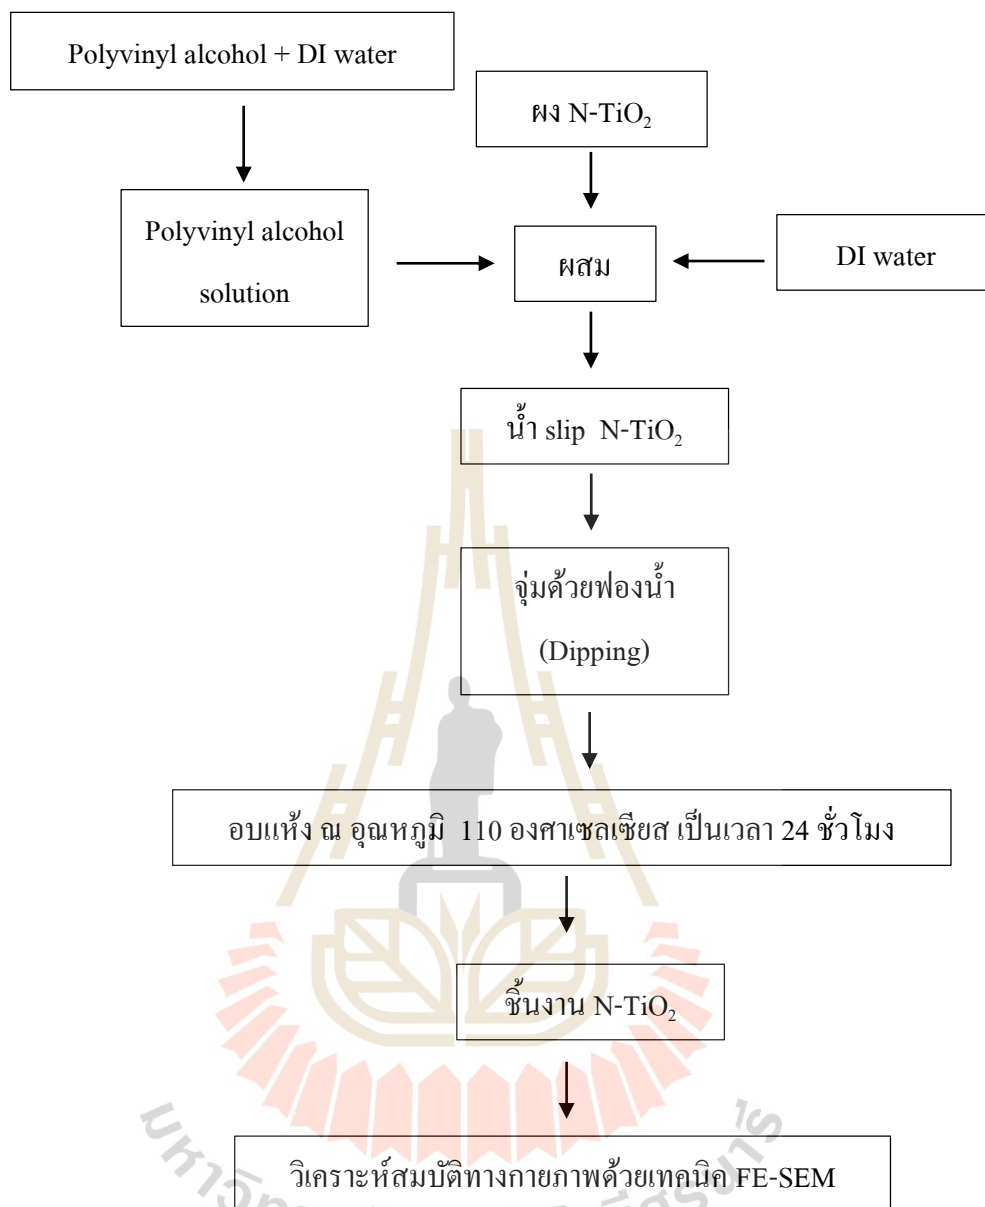 Polyvinyl alcohol + DI water
ผง N-TiO₂
Polyvinyl alcohol
solution
ผสม
DI water
น้ำ slip N-TiO₂
จุ่มด้วยฟองน้ำ
(Dipping)
อบแห้ง ณ อุณหภูมิ 110 องศาเซลเซียส เป็นเวลา 24 ชั่วโมง
ชิ้นงาน N-TiO₂
วิเคราะห์สมบัติทางกายภาพด้วยเทคนิค FE-SEM